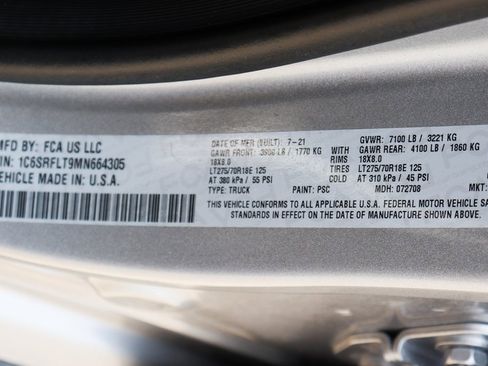 MFD BY: FCA US LLC
DATE OF MFR (BUILT): 7-21
GVWR: 7100 LB / 3221 KG
GAWR FRONT: 3900 LB / 1770 KG
WITH GAWR REAR: 4100 LB / 1860 KG
IN: 1C6SRFLT9MN664305
18X8.0
RIMS 18X8.0
VEHICLE MADE IN: U.S.A.
LT275/70R18E 125
TIRES LT275/70R18E 125
AT 380 kPa / 55 PSI
COLD AT 310 kPa / 45 PSI
TYPE: TRUCK PAINT: PSC MDH: 072708 MKT:
THIS VEHICLE CONFORMS TO ALL APPLICABLE U.S.A. FEDERAL MOTOR VEHICLE SA
STANDARDS IN EFFECT ON THE DATE OF MANUFACTURE SHOWN ABOVE.